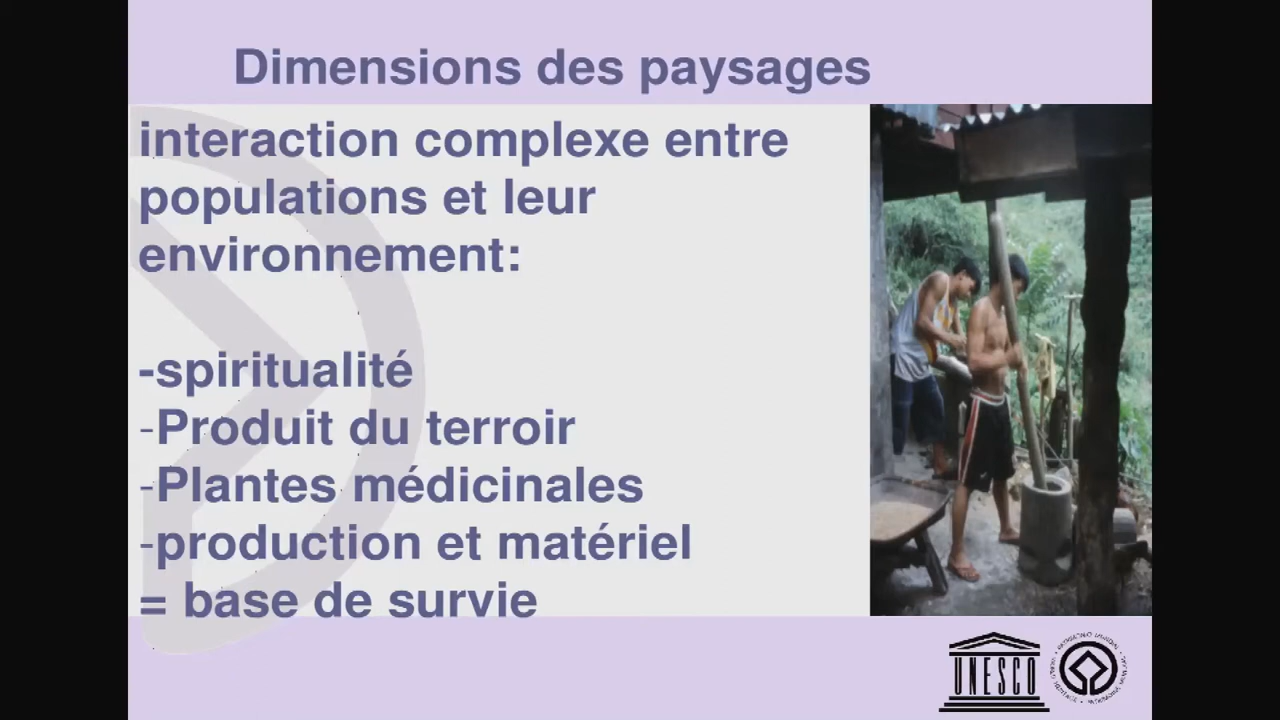 Dimensions des paysages
interaction complexe entre
populations et leur
environnement:
-spiritualité
-Produit du terroir
-Plantes médicinales
-production et matériel
= base de survie
UNESCO